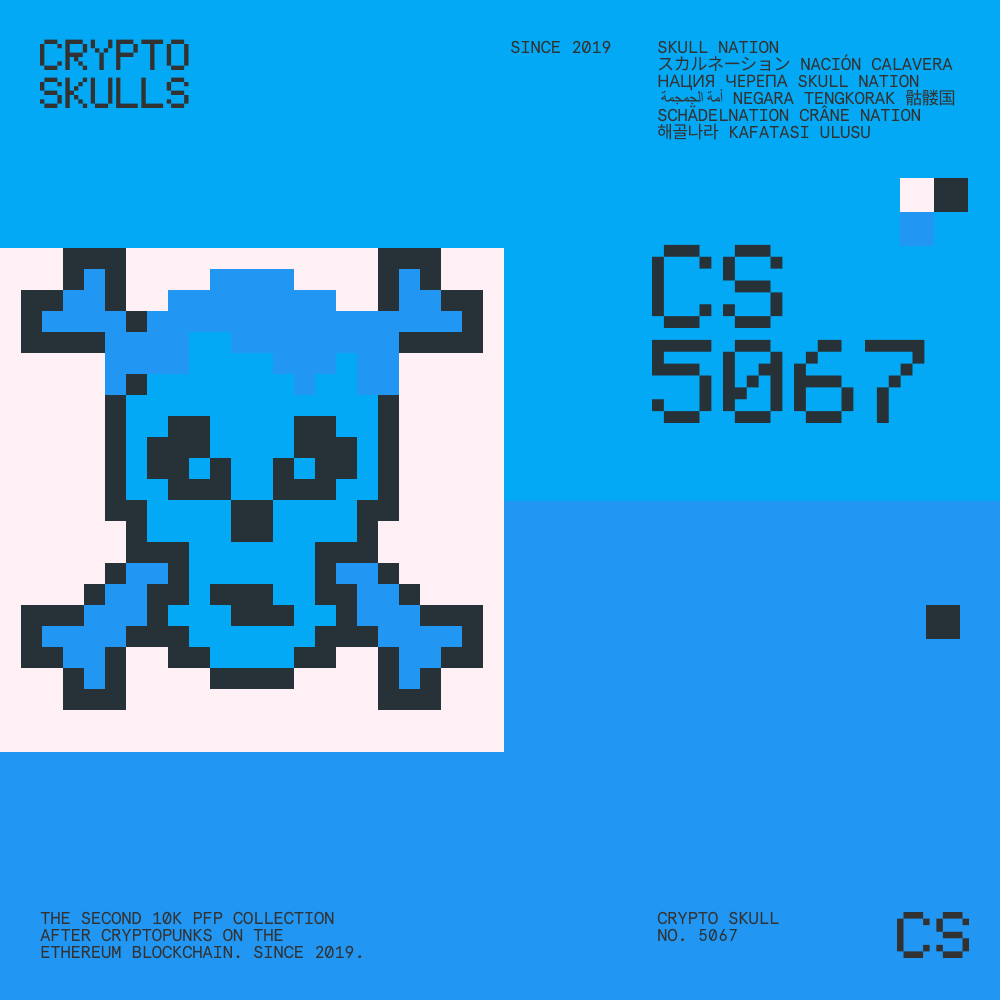 CRYPTO
SKULLS
SINCE 2019
SKULL NATION
スカルネーション NACIÓN CALAVERA
НАЦИЯ ЧЕРЕПА SKULL NATION
أمة الجمجمة NEGARA TENGKORAK 骷髅国
SCHÄDELNATION CRÂNE NATION
해골나라 KAFATASI ULUSU
CS
5067
THE SECOND 10K PFP COLLECTION
AFTER CRYPTOPUNKS ON THE
ETHEREUM BLOCKCHAIN. SINCE 2019.
CRYPTO SKULL
NO. 5067
CS